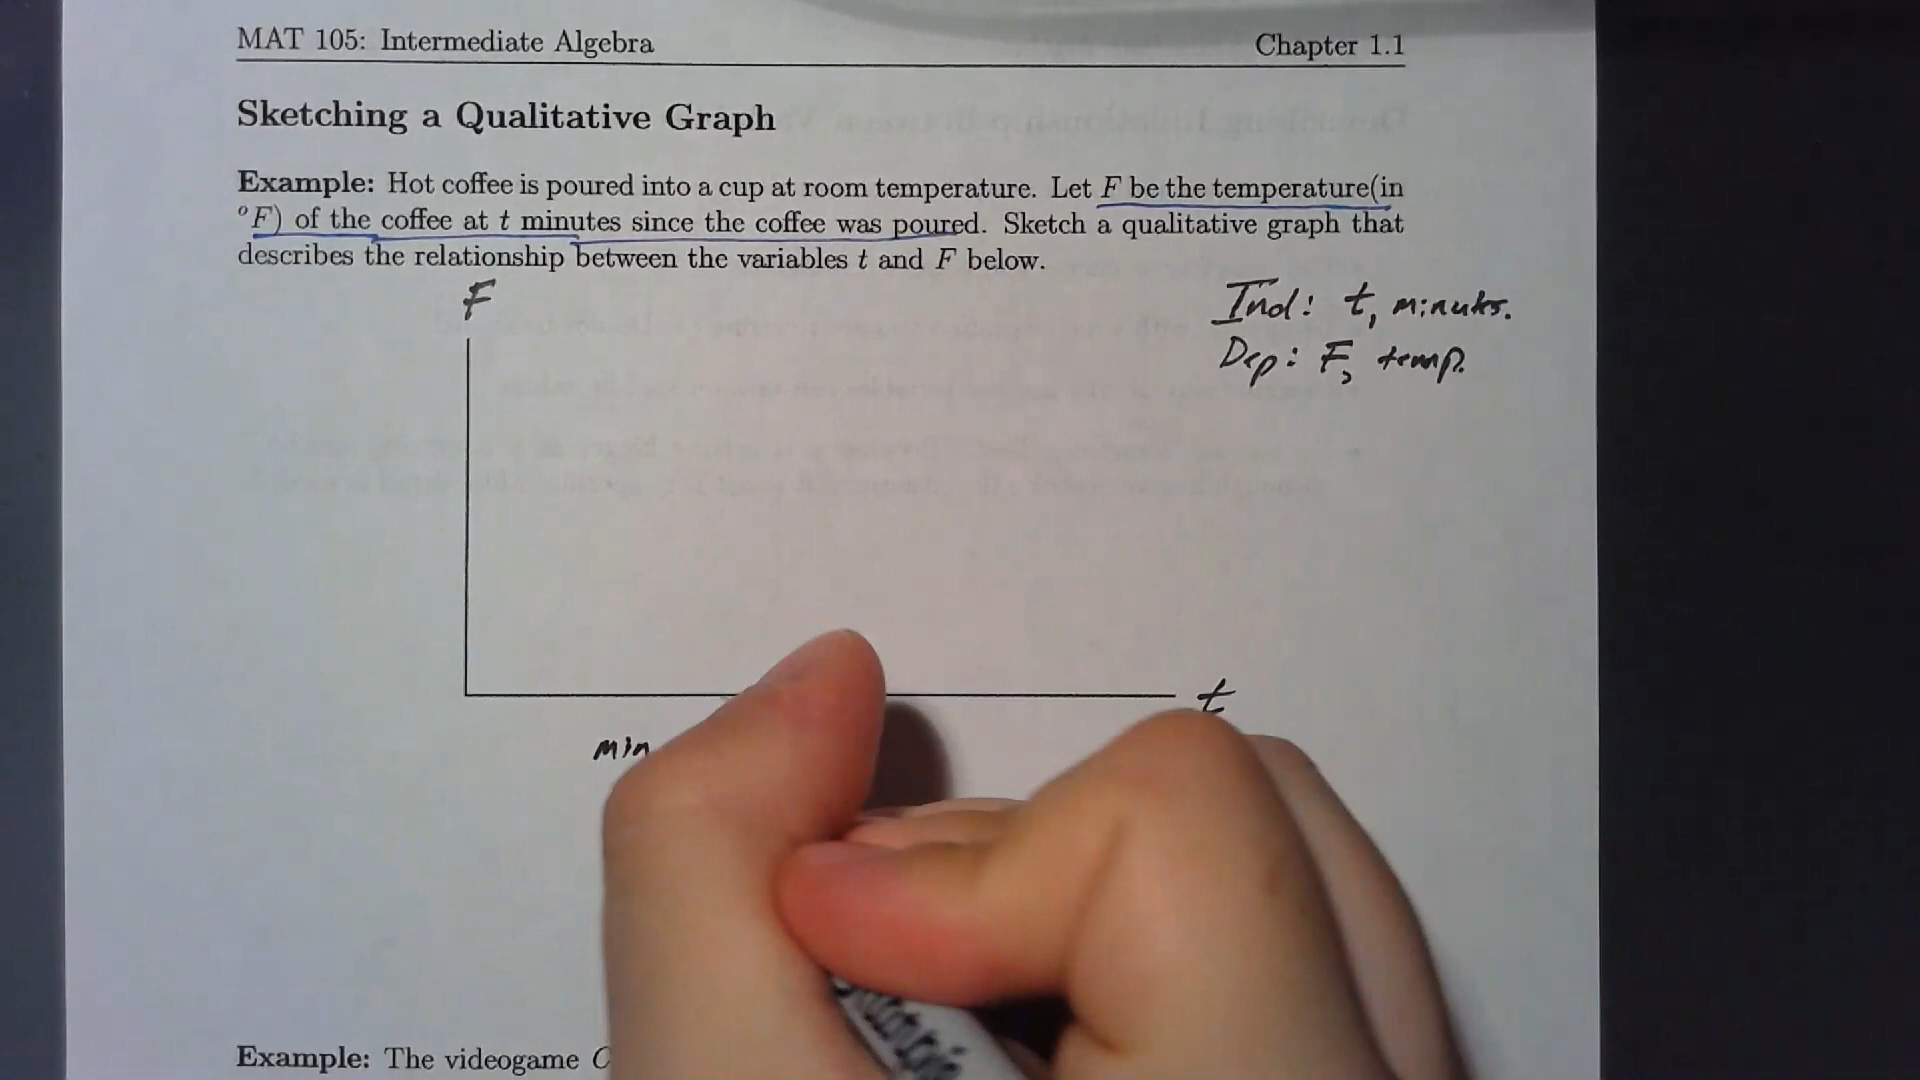 MAT 105: Intermediate Algebra Chapter 1.1
Sketching a Qualitative Graph
Example: Hot coffee is poured into a cup at room temperature. Let F be the temperature(in
°F) of the coffee at t minutes since the coffee was poured. Sketch a qualitative graph that
describes the relationship between the variables t and F below.
F
Ind: t, minutes.
Dep: F, temp.
t
min
Example: The videogame